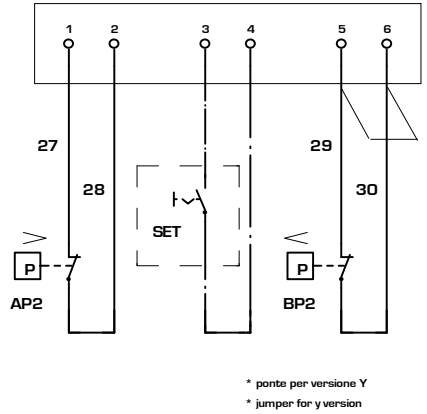 1 2 3 4 5 6
27 29
28 30
SET
> <
P P
AP2 BP2
* ponte per versione Y
* jumper for y version